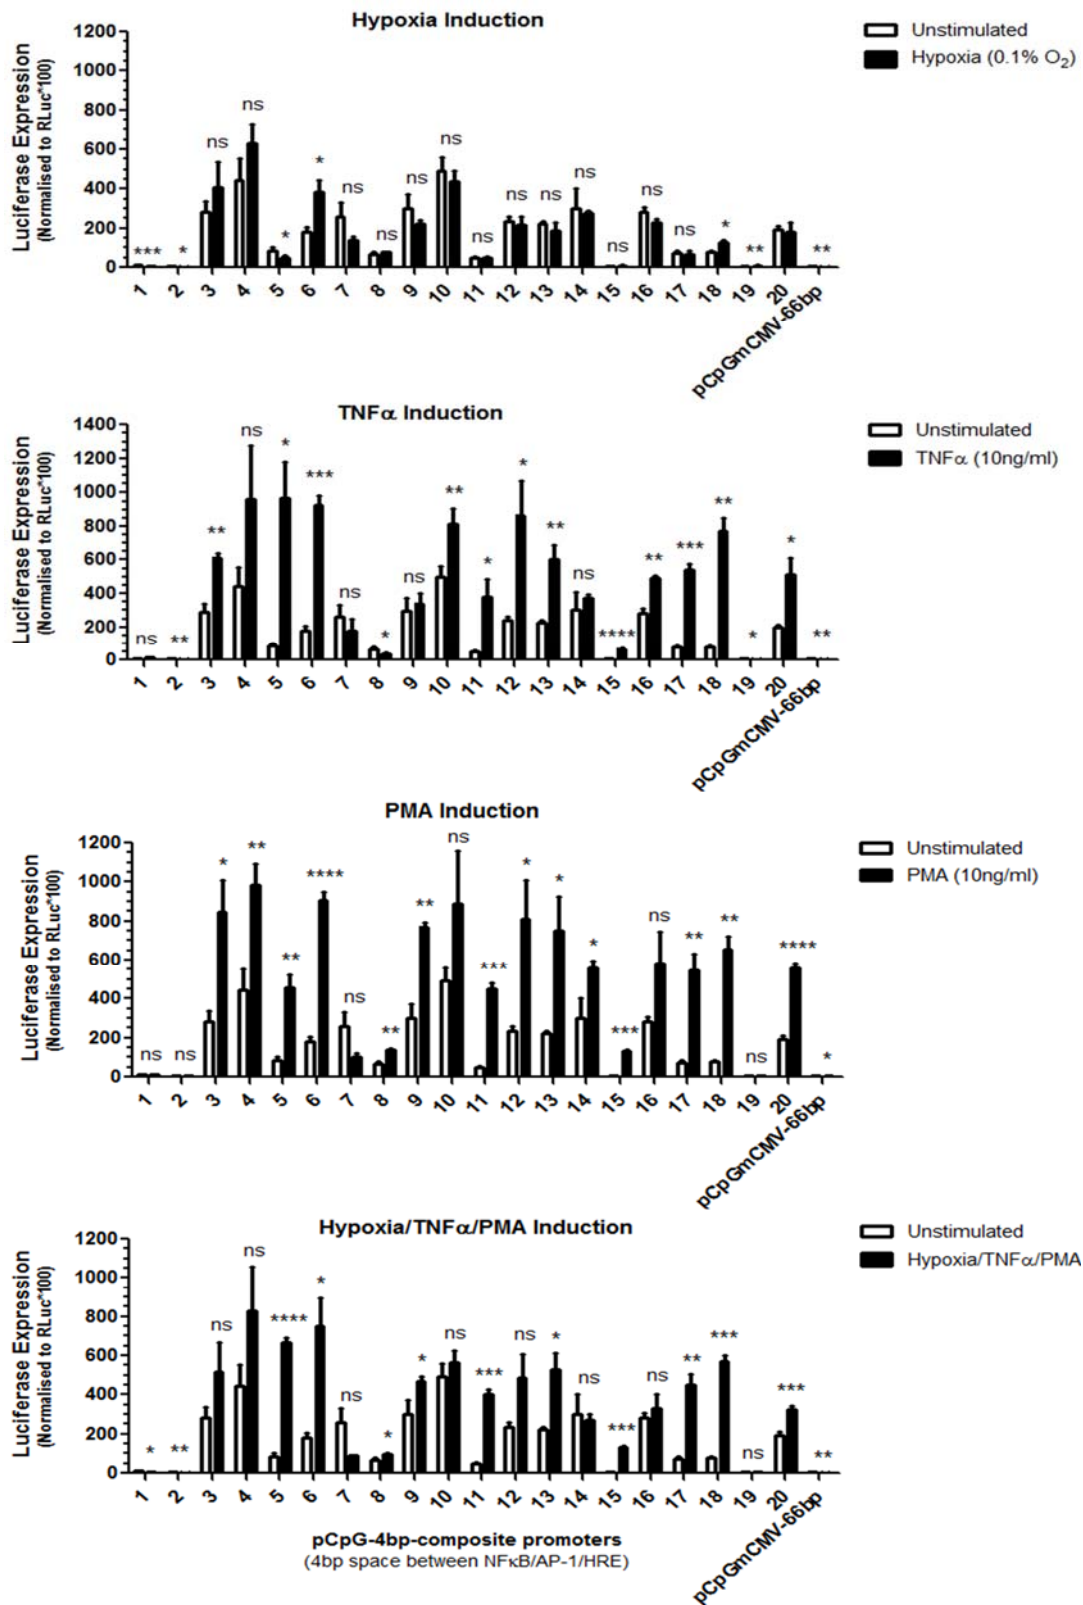 Hypoxia Induction
Unstimulated
Hypoxia (0.1% O₂)
Luciferase Expression
(Normalised to RLuc*100)
1200
1000
800
600
400
200
0
*** * ns ns * * ns ns ns ns ns ns ns ns ns ns ns * ** **
1 2 3 4 5 6 7 8 9 10 11 12 13 14 15 16 17 18 19 20 pCpGmCMV-66bp
TNFα Induction
Unstimulated
TNFα (10ng/ml)
Luciferase Expression
(Normalised to RLuc*100)
1400
1200
1000
800
600
400
200
0
ns ** ** ns * *** ns * ns ** * * ** ns **** ** *** ** * * **
1 2 3 4 5 6 7 8 9 10 11 12 13 14 15 16 17 18 19 20 pCpGmCMV-66bp
PMA Induction
Unstimulated
PMA (10ng/ml)
Luciferase Expression
(Normalised to RLuc*100)
1200
1000
800
600
400
200
0
ns ns * ** ** **** ns ** ** ns *** * * * *** ns ** ** ns **** *
1 2 3 4 5 6 7 8 9 10 11 12 13 14 15 16 17 18 19 20 pCpGmCMV-66bp
Hypoxia/TNFα/PMA Induction
Unstimulated
Hypoxia/TNFα/PMA
Luciferase Expression
(Normalised to RLuc*100)
1200
1000
800
600
400
200
0
* ** ns ns **** * ns * * ns *** ns * ns *** ns ** *** ns *** **
1 2 3 4 5 6 7 8 9 10 11 12 13 14 15 16 17 18 19 20 pCpGmCMV-66bp
pCpG-4bp-composite promoters
(4bp space between NFκB/AP-1/HRE)